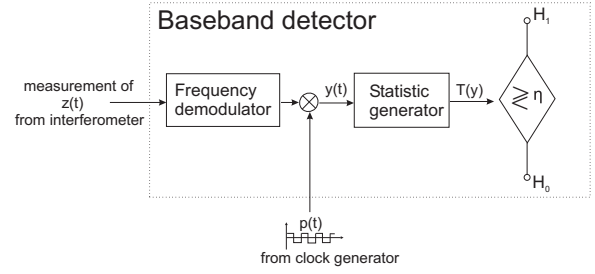 Baseband detector
H1
measurement of
z(t)
from interferometer
Frequency
demodulator
y(t)
Statistic
generator
T(y)
≷ η
H0
p(t)
from clock generator